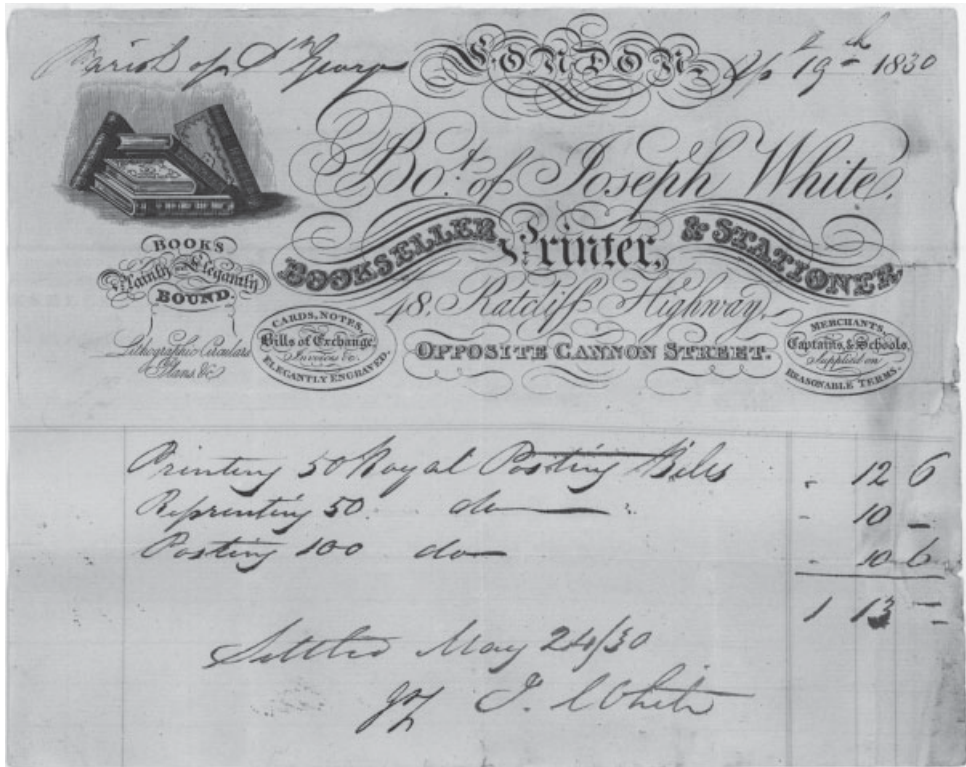 Parish of St George
LONDON, Ap 19th 1830
Bot. of Joseph White,
BOOKSELLER Printer, & STATIONER
48. Ratcliff Highway,
OPPOSITE CANNON STREET.
BOOKS
Plainly and Elegantly
BOUND.
Lithographic Circulars
Plans, &c.
CARDS, NOTES,
Bills of Exchange,
Invoices &c.
ELEGANTLY ENGRAVED.
MERCHANTS,
Captains, & Schools,
Supplied on
REASONABLE TERMS.
Printing 50 Royal Posting Bills - 12 6
Reprinting 50 do - 10 -
Posting 100 do - 10 6
1 13 -
Settled May 24/30
J. White